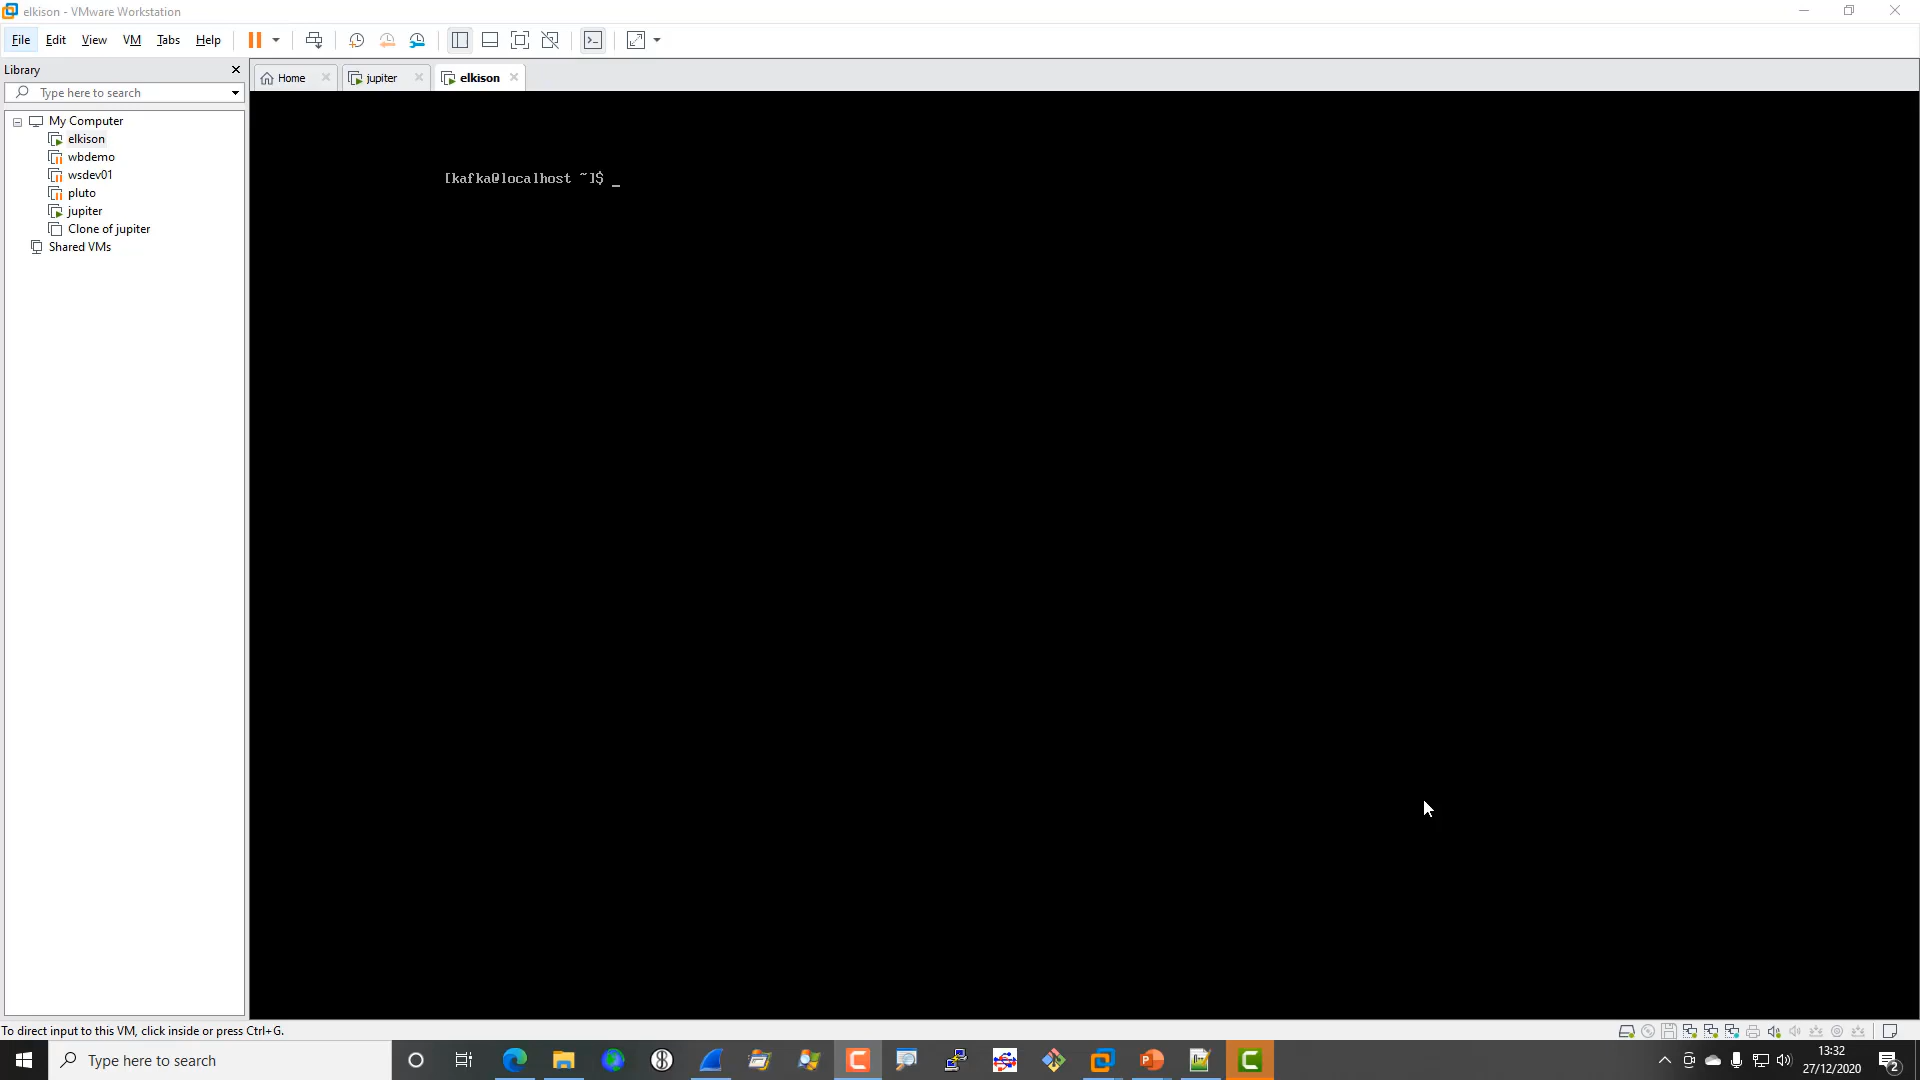 elkison - VMware Workstation
File Edit View VM Tabs Help
Library
Type here to search
Home
jupiter
elkison
My Computer
elkison
wbdemo
wsdev01
pluto
jupiter
Clone of jupiter
Shared VMs
[kafka@localhost ~]$ _
To direct input to this VM, click inside or press Ctrl+G.
Type here to search
13:32
27/12/2020
2